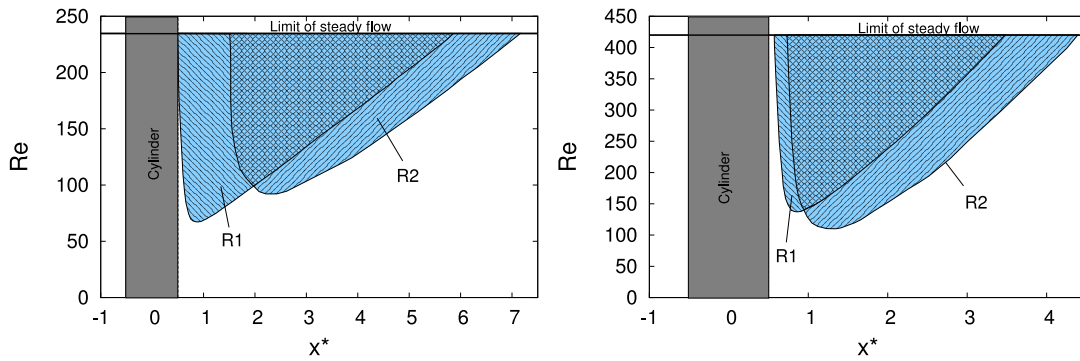 250
200
150
100
50
0
Re
Limit of steady flow
Cylinder
R1
R2
-1 0 1 2 3 4 5 6 7
x*
450
400
350
300
250
200
150
100
50
0
Re
Limit of steady flow
Cylinder
R1
R2
-1 0 1 2 3 4
x*